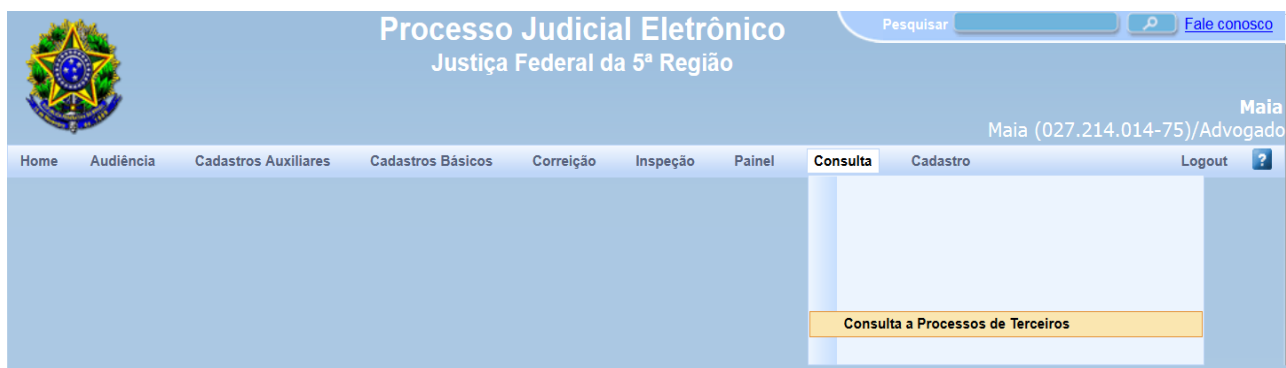 Processo Judicial Eletrônico
Justiça Federal da 5ª Região
Pesquisar
Fale conosco
Maia
Maia (027.214.014-75)/Advogado
Home Audiência Cadastros Auxiliares Cadastros Básicos Correição Inspeção Painel Consulta Cadastro Logout ?
Consulta a Processos de Terceiros